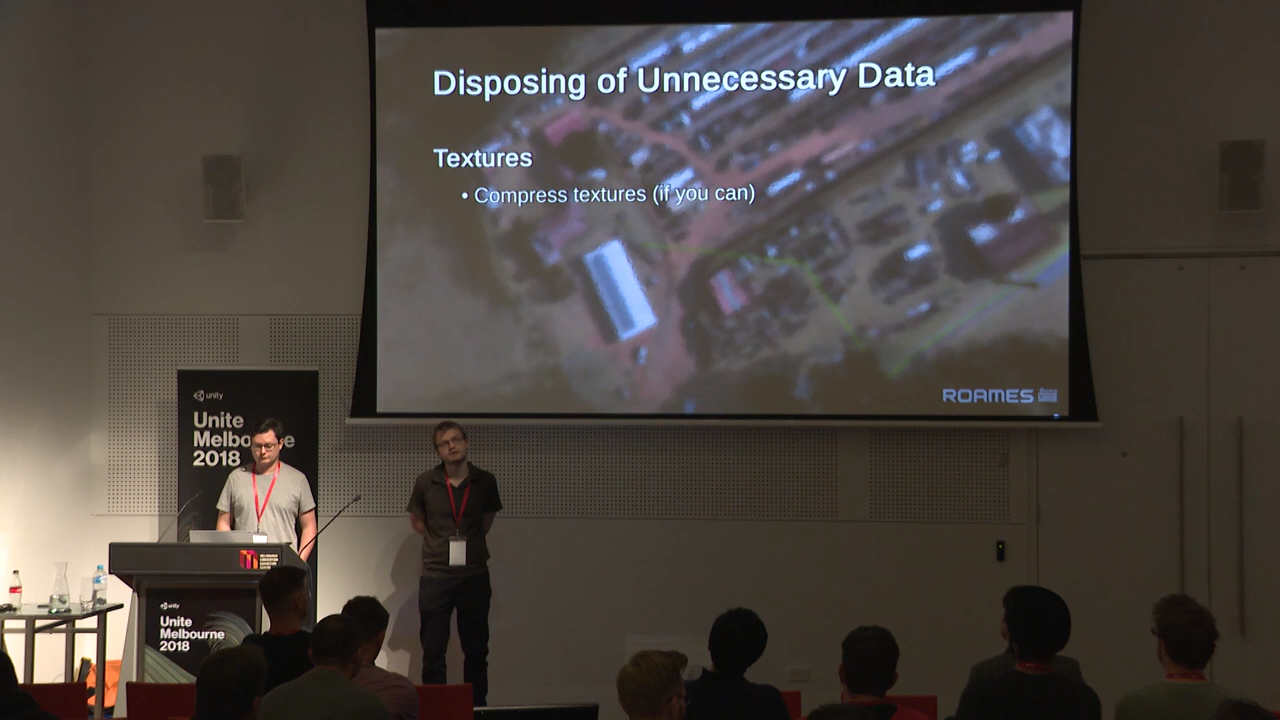 Disposing of Unnecessary Data
Textures
• Compress textures (if you can)
ROAMES
unity
Unite
Melbourne
2018
unity
Unite
Melbourne
2018